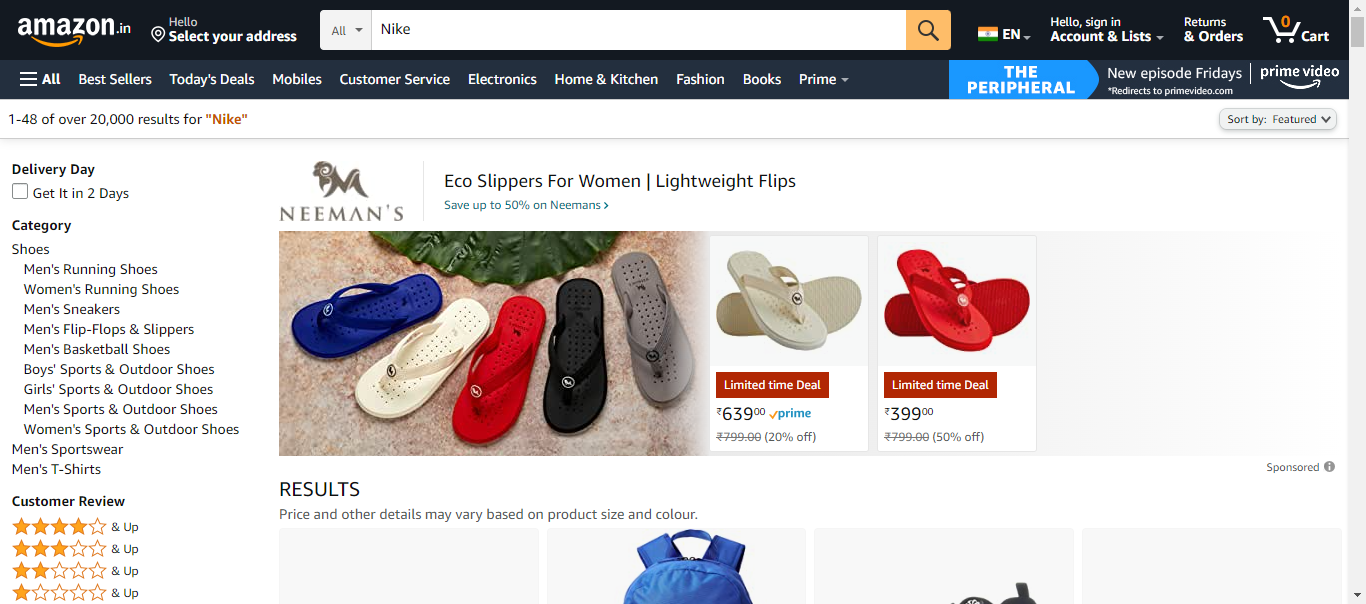 amazon.in
Hello
Select your address
All
Nike
EN
Hello, sign in
Account & Lists
Returns
& Orders
0
Cart
All
Best Sellers
Today's Deals
Mobiles
Customer Service
Electronics
Home & Kitchen
Fashion
Books
Prime
THE
PERIPHERAL
New episode Fridays
*Redirects to primevideo.com
prime video
1-48 of over 20,000 results for "Nike"
Sort by: Featured
Delivery Day
Get It in 2 Days
Category
Shoes
Men's Running Shoes
Women's Running Shoes
Men's Sneakers
Men's Flip-Flops & Slippers
Men's Basketball Shoes
Boys' Sports & Outdoor Shoes
Girls' Sports & Outdoor Shoes
Men's Sports & Outdoor Shoes
Women's Sports & Outdoor Shoes
Men's Sportswear
Men's T-Shirts
Customer Review
& Up
& Up
& Up
& Up
NEEMAN'S
Eco Slippers For Women | Lightweight Flips
Save up to 50% on Neemans
Limited time Deal
₹63900 prime
₹799.00 (20% off)
Limited time Deal
₹39900
₹799.00 (50% off)
Sponsored
RESULTS
Price and other details may vary based on product size and colour.